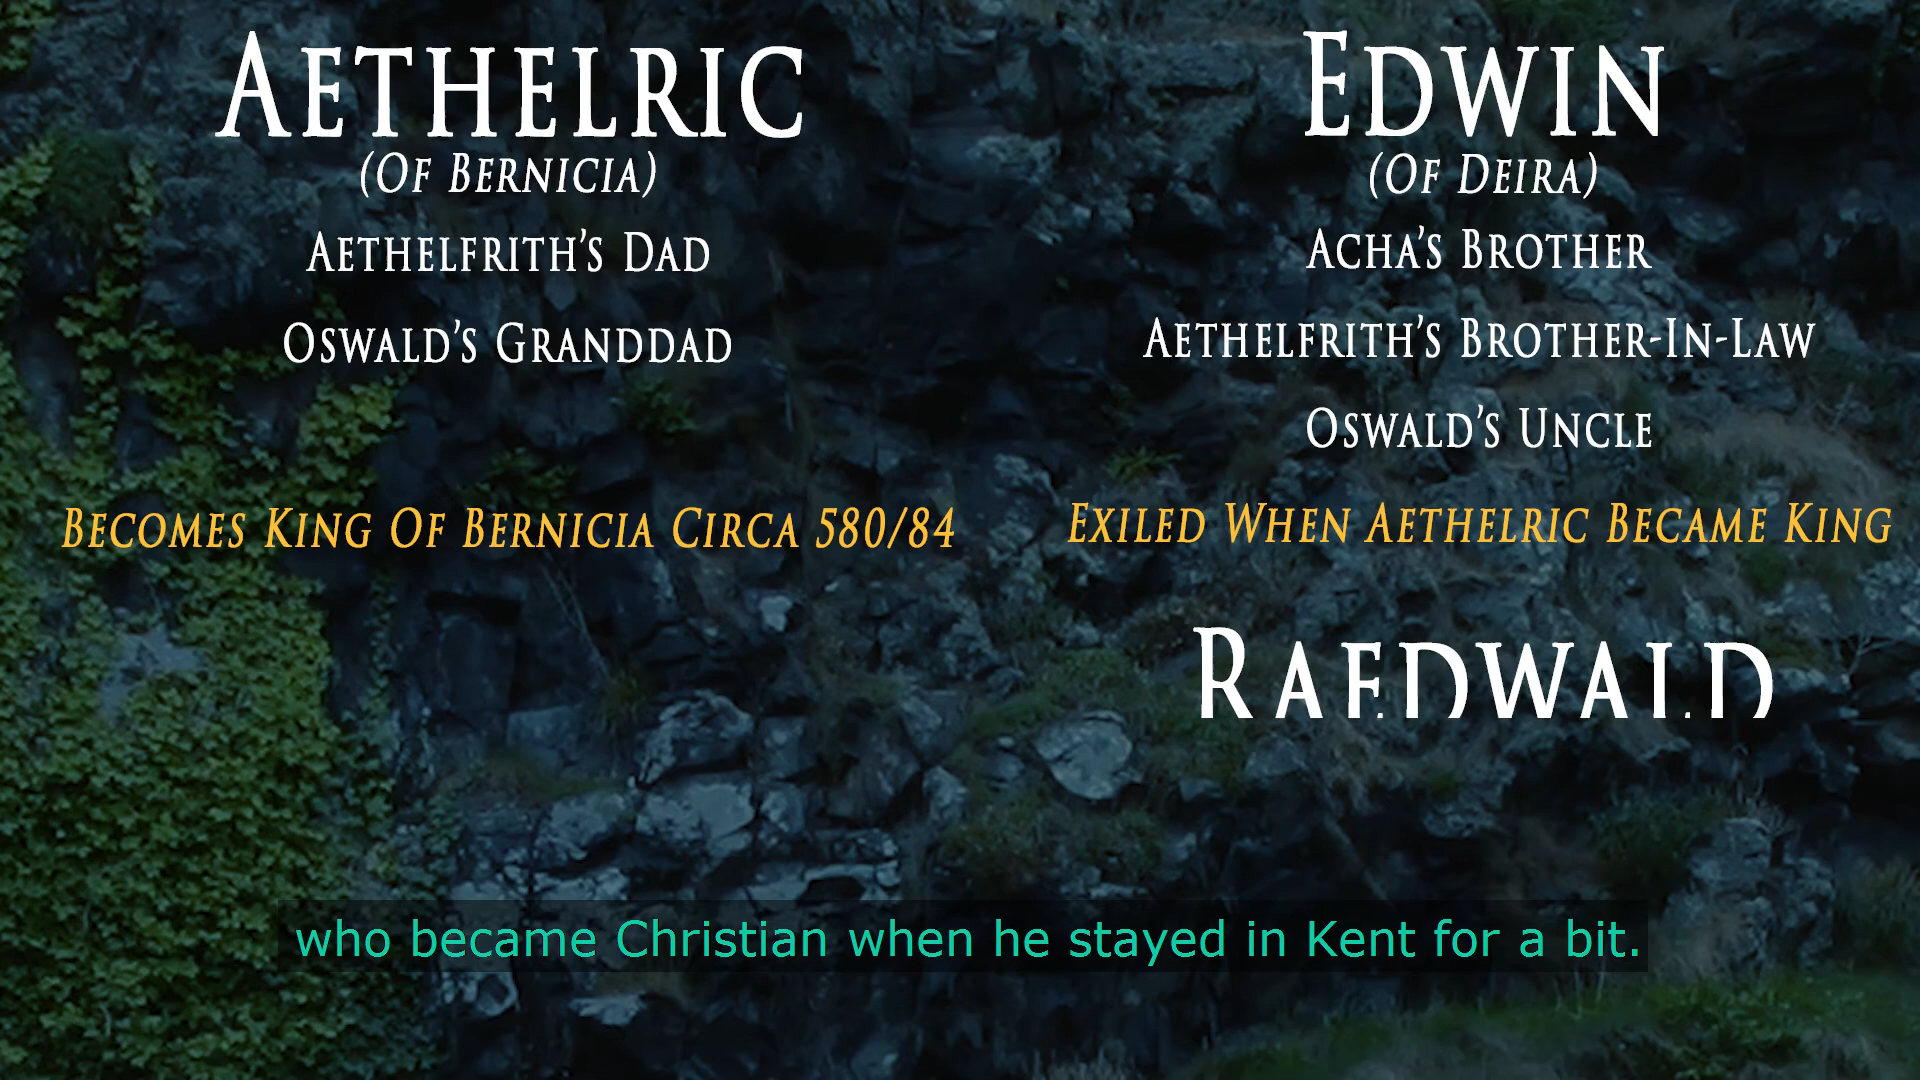 Aethelric
(Of Bernicia)
Aethelfrith's Dad
Oswald's Granddad
Becomes King Of Bernicia Circa 580/84
Edwin
(Of Deira)
Acha's Brother
Aethelfrith's Brother-In-Law
Oswald's Uncle
Exiled When Aethelric Became King
Raedwald
who became Christian when he stayed in Kent for a bit.